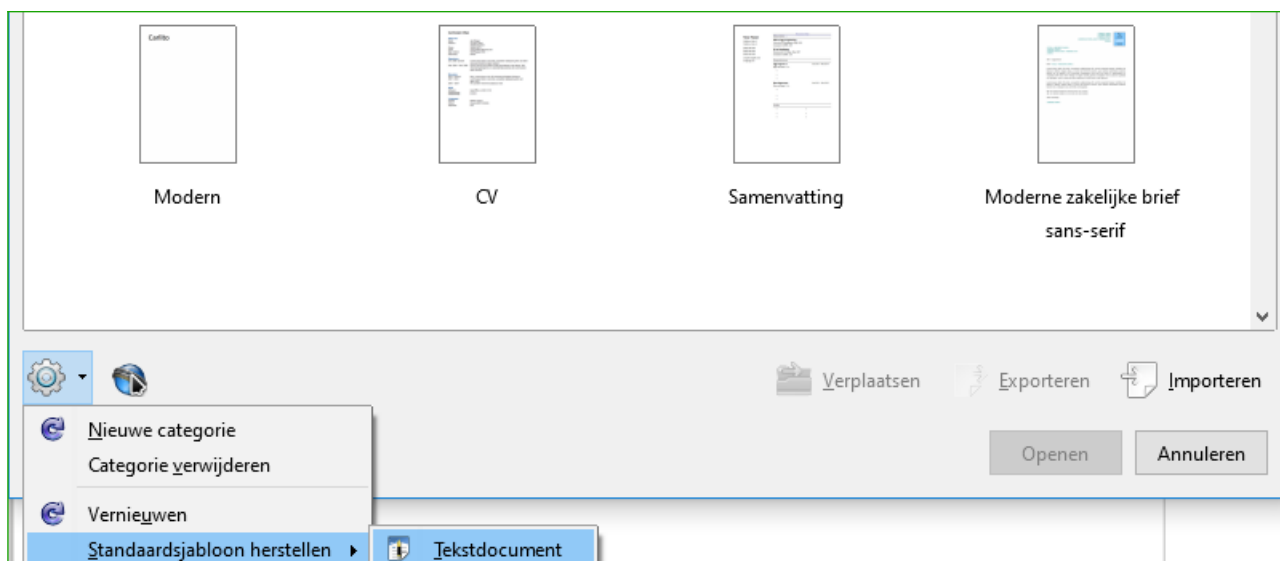 Carlito
Modern
CV
Samenvatting
Moderne zakelijke brief
sans-serif
Verplaatsen
Exporteren
Importeren
Openen
Annuleren
Nieuwe categorie
Categorie verwijderen
Vernieuwen
Standaardsjabloon herstellen
Tekstdocument